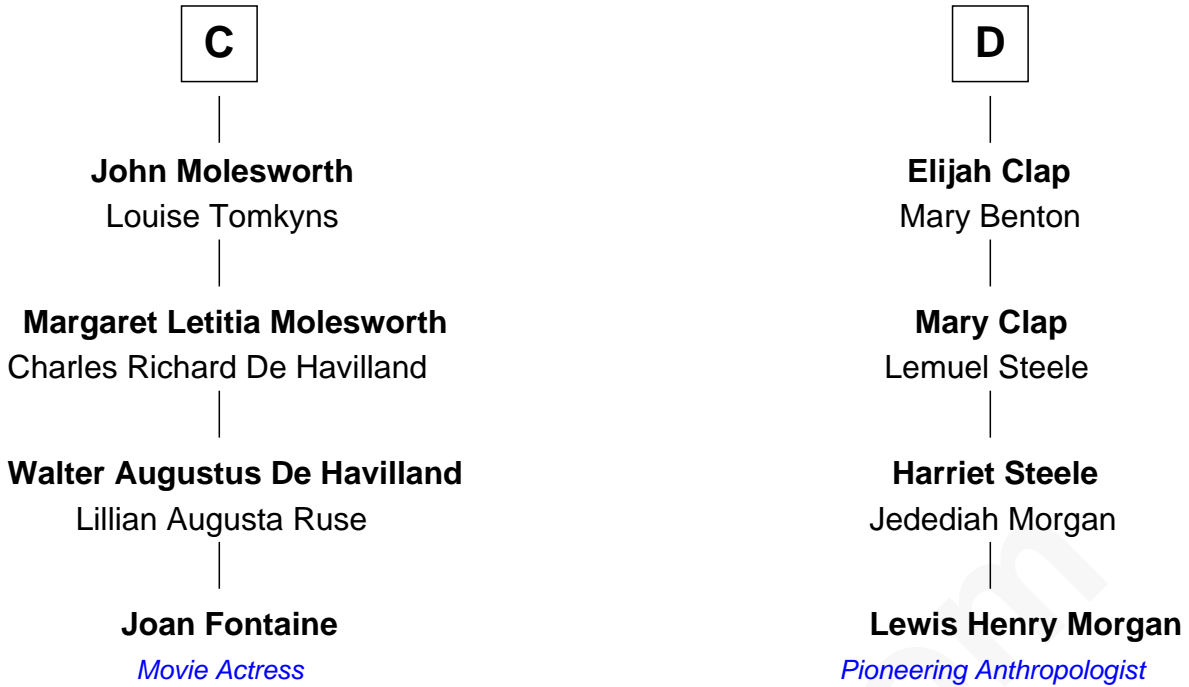 C
John Molesworth
Louise Tomkyns
Margaret Letitia Molesworth
Charles Richard De Havilland
Walter Augustus De Havilland
Lillian Augusta Ruse
Joan Fontaine
Movie Actress
D
Elijah Clap
Mary Benton
Mary Clap
Lemuel Steele
Harriet Steele
Jedediah Morgan
Lewis Henry Morgan
Pioneering Anthropologist